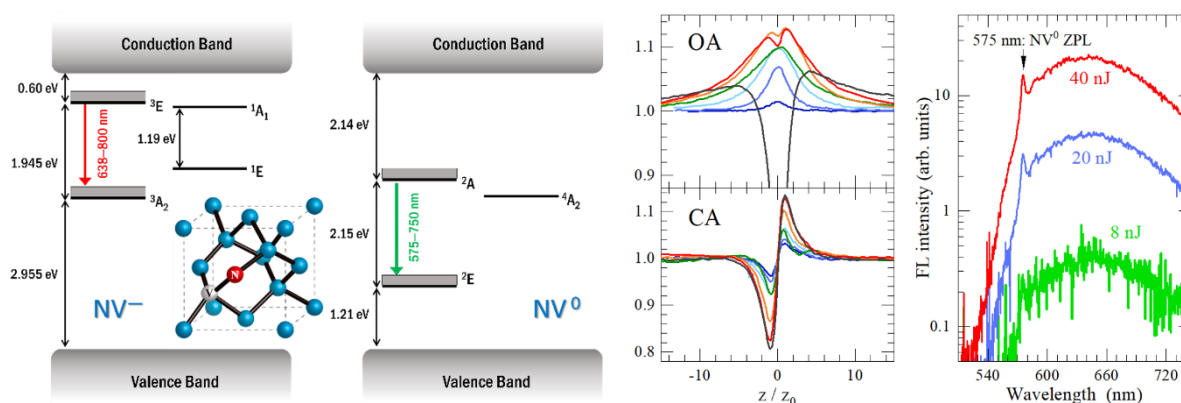 Conduction Band
0.60 eV
³E
¹A₁
638–800 nm
1.19 eV
1.945 eV
¹E
³A₂
2.955 eV
N
V
NV—
Valence Band
Conduction Band
2.14 eV
²A
⁴A₂
575–750 nm
2.15 eV
²E
1.21 eV
NV⁰
Valence Band
OA
1.1
1.0
0.9
CA
1.1
1.0
0.9
0.8
-10
0
10
z / z₀
575 nm: NV⁰ ZPL
40 nJ
20 nJ
8 nJ
FL intensity (arb. units)
10
1
0.1
540
600
660
720
Wavelength (nm)